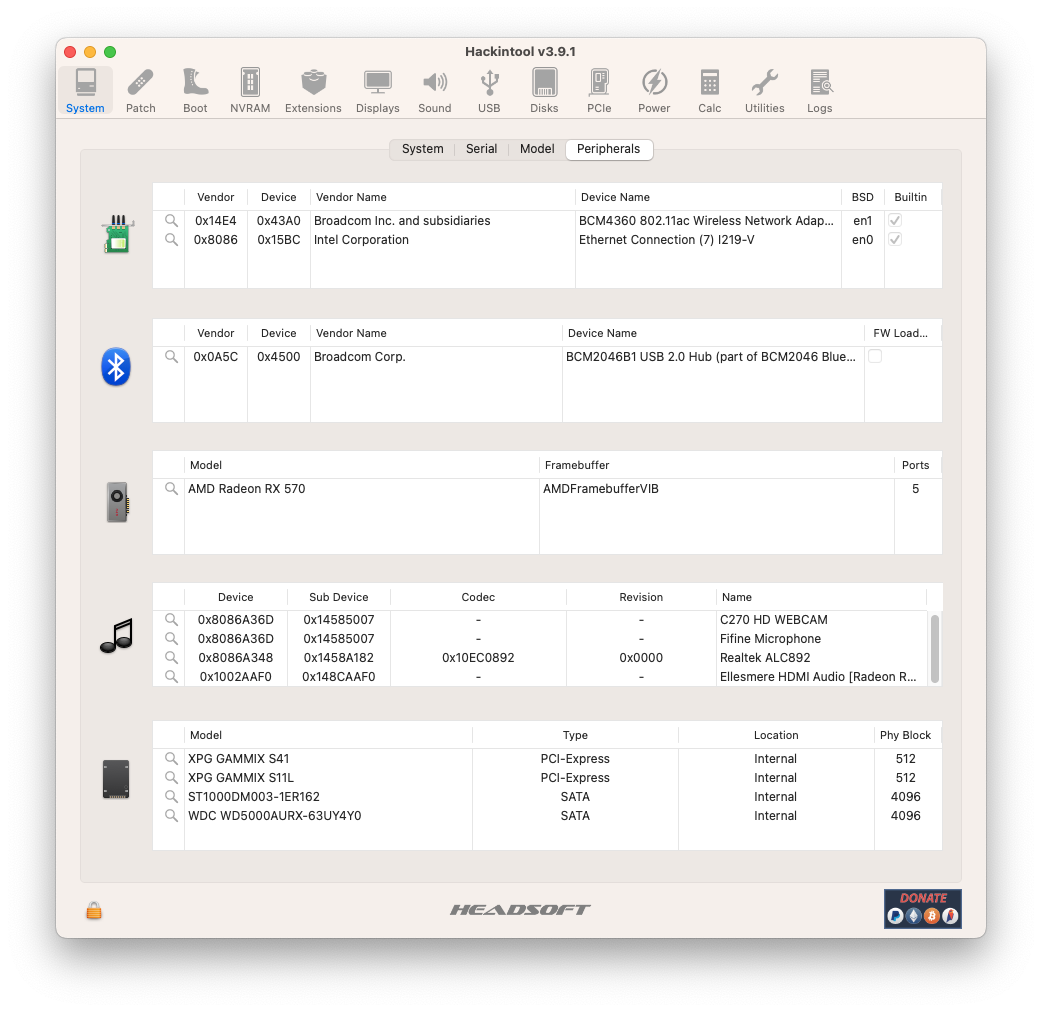 Hackintool v3.9.1
System Patch Boot NVRAM Extensions Displays Sound USB Disks PCIe Power Calc Utilities Logs
System Serial Model Peripherals
Vendor Device Vendor Name Device Name BSD Builtin
0x14E4 0x43A0 Broadcom Inc. and subsidiaries BCM4360 802.11ac Wireless Network Adap... en1
0x8086 0x15BC Intel Corporation Ethernet Connection (7) I219-V en0
Vendor Device Vendor Name Device Name FW Load...
0x0A5C 0x4500 Broadcom Corp. BCM2046B1 USB 2.0 Hub (part of BCM2046 Blue...
Model Framebuffer Ports
AMD Radeon RX 570 AMDFramebufferVIB 5
Device Sub Device Codec Revision Name
0x8086A36D 0x14585007 - - C270 HD WEBCAM
0x8086A36D 0x14585007 - - Fifine Microphone
0x8086A348 0x1458A182 0x10EC0892 0x0000 Realtek ALC892
0x1002AAF0 0x148CAAF0 - - Ellesmere HDMI Audio [Radeon R...
Model Type Location Phy Block
XPG GAMMIX S41 PCI-Express Internal 512
XPG GAMMIX S11L PCI-Express Internal 512
ST1000DM003-1ER162 SATA Internal 4096
WDC WD5000AURX-63UY4Y0 SATA Internal 4096
HEADSOFT
DONATE